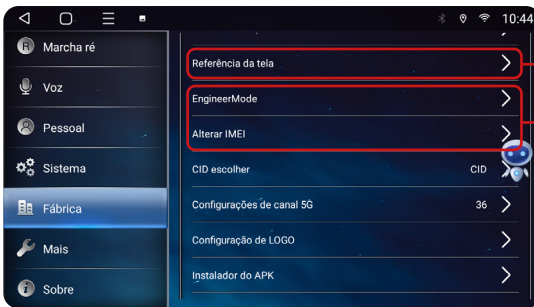 10:44
Marcha ré
Voz
Pessoal
Sistema
Fábrica
Mais
Sobre
Referência da tela
EngineerMode
Alterar IMEI
CID escolher CID
Configurações de canal 5G 36
Configuração de LOGO
Instalador do APK